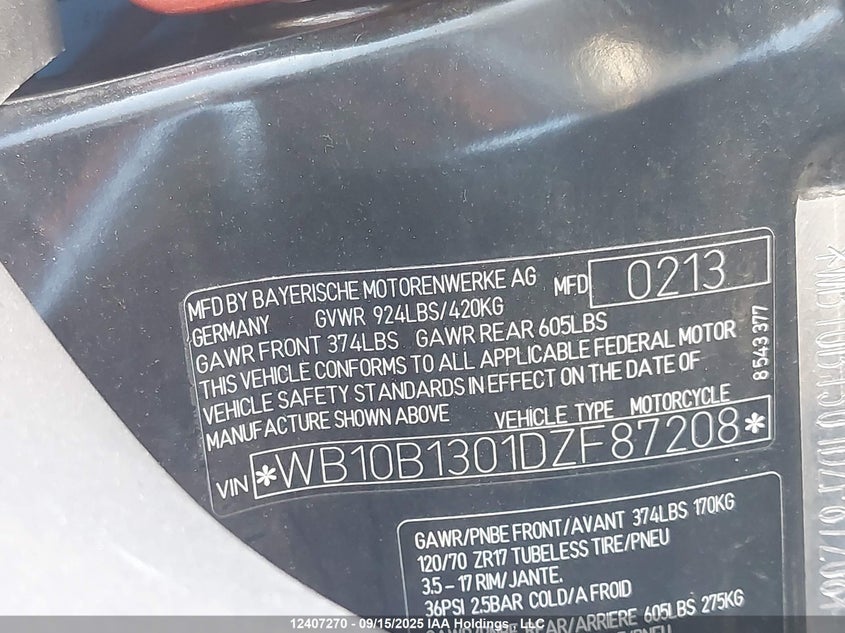 MFD BY BAYERISCHE MOTORENWERKE AG MFD 0213
GERMANY GVWR 924LBS/420KG
GAWR FRONT 374LBS GAWR REAR 605LBS
THIS VEHICLE CONFORMS TO ALL APPLICABLE FEDERAL MOTOR
VEHICLE SAFETY STANDARDS IN EFFECT ON THE DATE OF
MANUFACTURE SHOWN ABOVE VEHICLE TYPE MOTORCYCLE
8543377
VIN *WB10B1301DZF87208*
GAWR/PNBE FRONT/AVANT 374LBS 170KG
120/70 ZR17 TUBELESS TIRE/PNEU
3.5-17 RIM/JANTE.
36PSI 2.5BAR COLD/A FROID
REAR/ARRIERE 605LBS 275KG
12407270 - 09/15/2025 IAA Holdings, LLC